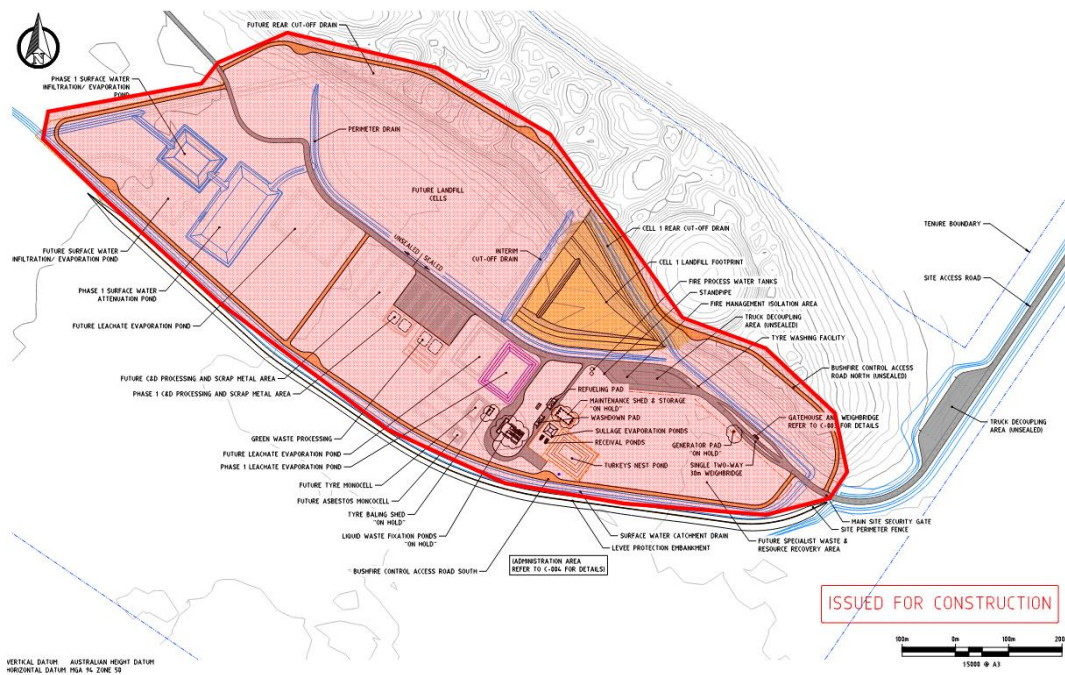 FUTURE REAR CUT-OFF DRAIN
N
PHASE 1 SURFACE WATER
INFILTRATION/ EVAPORATION
POND
PERIMETER DRAIN
FUTURE LANDFILL
CELLS
TENURE BOUNDARY
CELL 1 REAR CUT-OFF DRAIN
UNSEALED | SEALED
INTERIM
CUT-OFF DRAIN
FUTURE SURFACE WATER
INFILTRATION/ EVAPORATION POND
CELL 1 LANDFILL FOOTPRINT
SITE ACCESS ROAD
FIRE PROCESS WATER TANKS
STANDPIPE
PHASE 1 SURFACE WATER
ATTENUATION POND
FIRE MANAGEMENT ISOLATION AREA
TRUCK DECOUPLING
AREA (UNSEALED)
FUTURE LEACHATE EVAPORATION POND
TYRE WASHING FACILITY
BUSHFIRE CONTROL ACCESS
ROAD NORTH (UNSEALED)
FUTURE C&D PROCESSING AND SCRAP METAL AREA
PHASE 1 C&D PROCESSING AND SCRAP METAL AREA
REFUELING PAD
MAINTENANCE SHED & STORAGE
"ON HOLD"
WASHDOWN PAD
GATEHOUSE AND WEIGHBRIDGE
REFER TO C-003 FOR DETAILS
TRUCK DECOUPLING
AREA (UNSEALED)
SULLAGE EVAPORATION PONDS
GREEN WASTE PROCESSING
RECEIVAL PONDS
GENERATOR PAD
"ON HOLD"
FUTURE LEACHATE EVAPORATION POND
PHASE 1 LEACHATE EVAPORATION POND
TURKEYS NEST POND
SINGLE TWO-WAY
30m WEIGHBRIDGE
FUTURE TYRE MONOCELL
FUTURE ASBESTOS MONOCELL
TYRE BALING SHED
"ON HOLD"
MAIN SITE SECURITY GATE
SITE PERIMETER FENCE
LIQUID WASTE FIXATION PONDS
"ON HOLD"
SURFACE WATER CATCHMENT DRAIN
LEVEE PROTECTION EMBANKMENT
FUTURE SPECIALIST WASTE &
RESOURCE RECOVERY AREA
BUSHFIRE CONTROL ACCESS ROAD SOUTH
(ADMINISTRATION AREA
REFER TO C-004 FOR DETAILS)
ISSUED FOR CONSTRUCTION
100m 0m 100m 200
1:5000 @ A3
VERTICAL DATUM AUSTRALIAN HEIGHT DATUM
HORIZONTAL DATUM MGA 94 ZONE 50